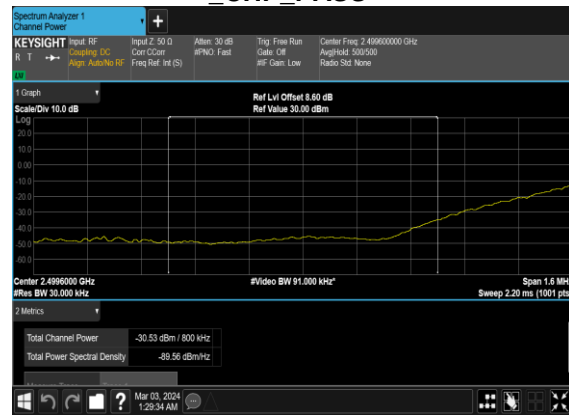 Spectrum Analyzer 1
Channel Power
+
KEYSIGHT
R T
Input: RF
Coupling: DC
Align: Auto/No RF
Input Z: 50 Ω
Corr CCorr
Freq Ref: Int (S)
Atten: 30 dB
#PNO: Fast
Trig: Free Run
Gate: Off
#IF Gain: Low
Center Freq: 2.499600000 GHz
Avg|Hold: 500/500
Radio Std: None
1 Graph
Scale/Div 10.0 dB
Ref Lvl Offset 8.60 dB
Ref Value 30.00 dBm
Log
20.0
10.0
0.00
-10.0
-20.0
-30.0
-40.0
-50.0
-60.0
Center 2.4996000 GHz
#Video BW 91.000 kHz*
Span 1.6 MH
#Res BW 30.000 kHz
Sweep 2.20 ms (1001 pts
2 Metrics
Total Channel Power -30.53 dBm / 800 kHz
Total Power Spectral Density -89.56 dBm/Hz
?
Mar 03, 2024
1:29:34 AM